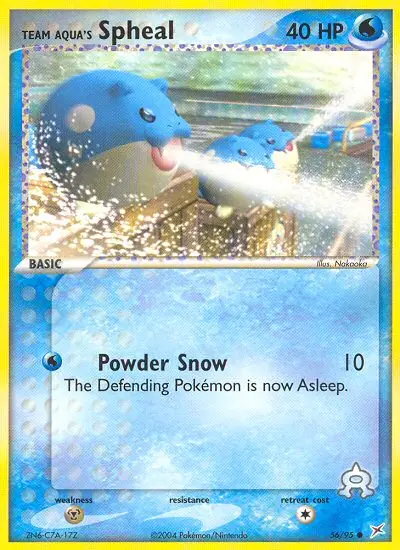 TEAM AQUA'S Spheal 40 HP
BASIC
Illus. Nakaoka
Powder Snow 10
The Defending Pokémon is now Asleep.
weakness resistance retreat cost
ZN6-C7A-17Z ©2004 Pokémon/Nintendo 56/95